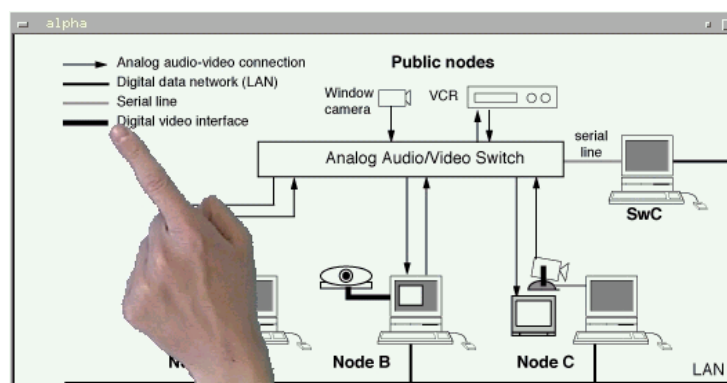 alpha
Analog audio-video connection
Digital data network (LAN)
Serial line
Digital video interface
Public nodes
Window
camera
VCR
serial
line
Analog Audio/Video Switch
SwC
Node B
Node C
LAN